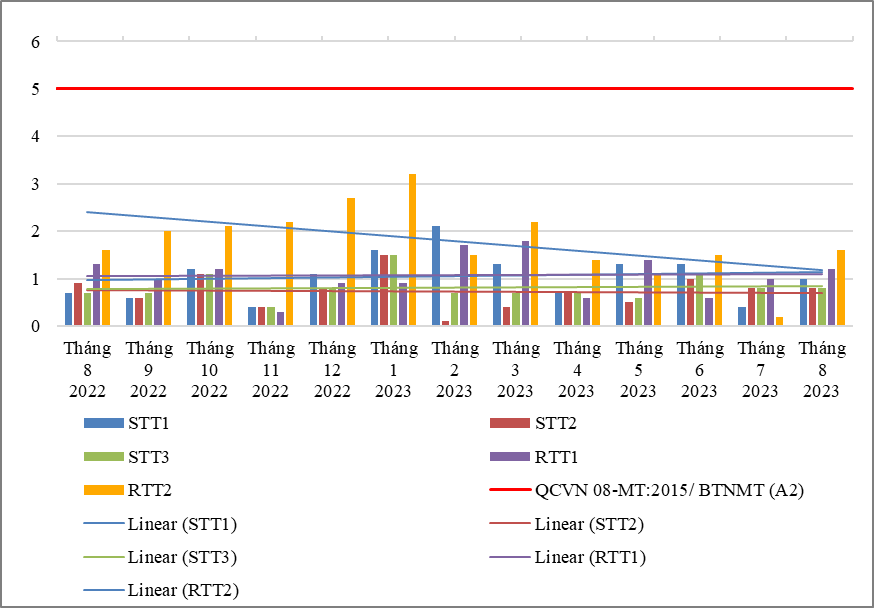 6
5
4
3
2
1
0
Tháng 8 2022
Tháng 9 2022
Tháng 10 2022
Tháng 11 2022
Tháng 12 2022
Tháng 1 2023
Tháng 2 2023
Tháng 3 2023
Tháng 4 2023
Tháng 5 2023
Tháng 6 2023
Tháng 7 2023
Tháng 8 2023
STT1
STT2
STT3
RTT1
RTT2
QCVN 08-MT:2015/ BTNMT (A2)
Linear (STT1)
Linear (STT2)
Linear (STT3)
Linear (RTT1)
Linear (RTT2)